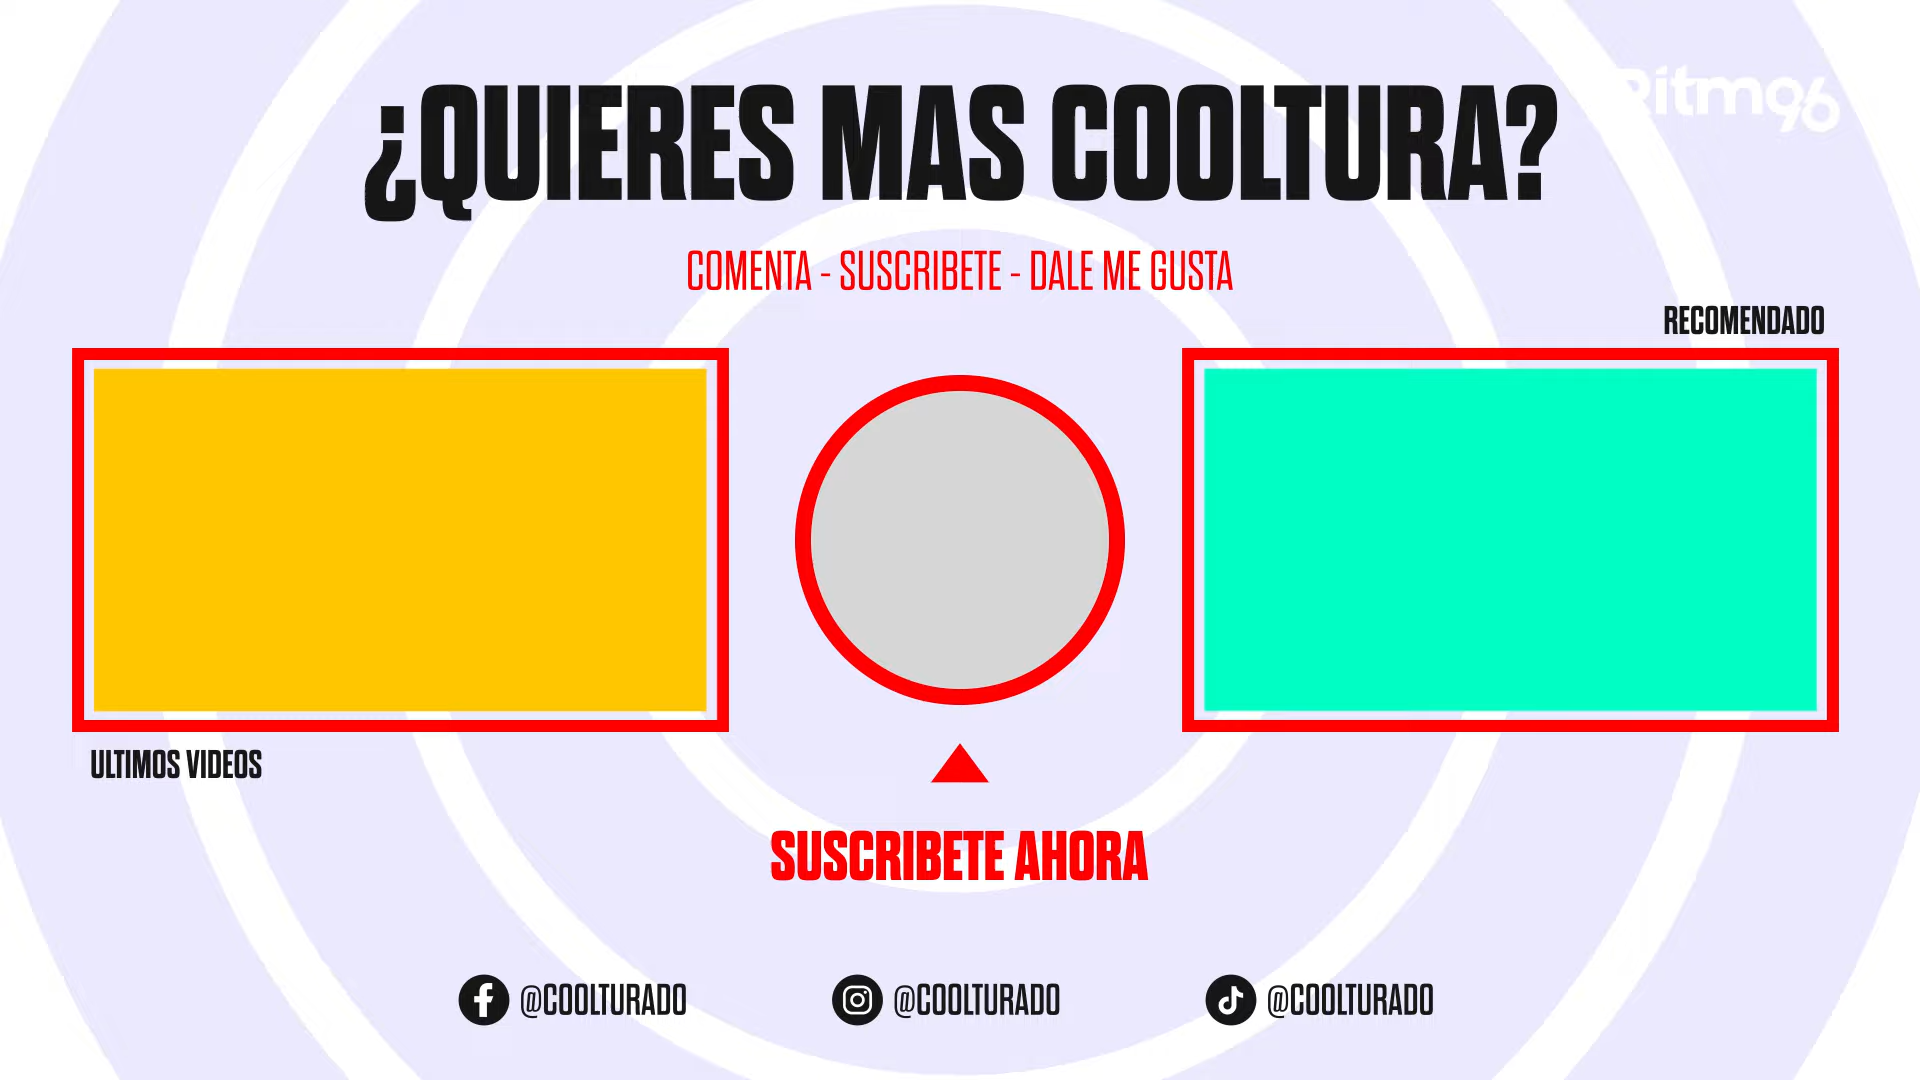 Ritmo96
¿QUIERES MAS COOLTURA?
COMENTA - SUSCRIBETE - DALE ME GUSTA
RECOMENDADO
ULTIMOS VIDEOS
SUSCRIBETE AHORA
@COOLTURADO
@COOLTURADO
@COOLTURADO